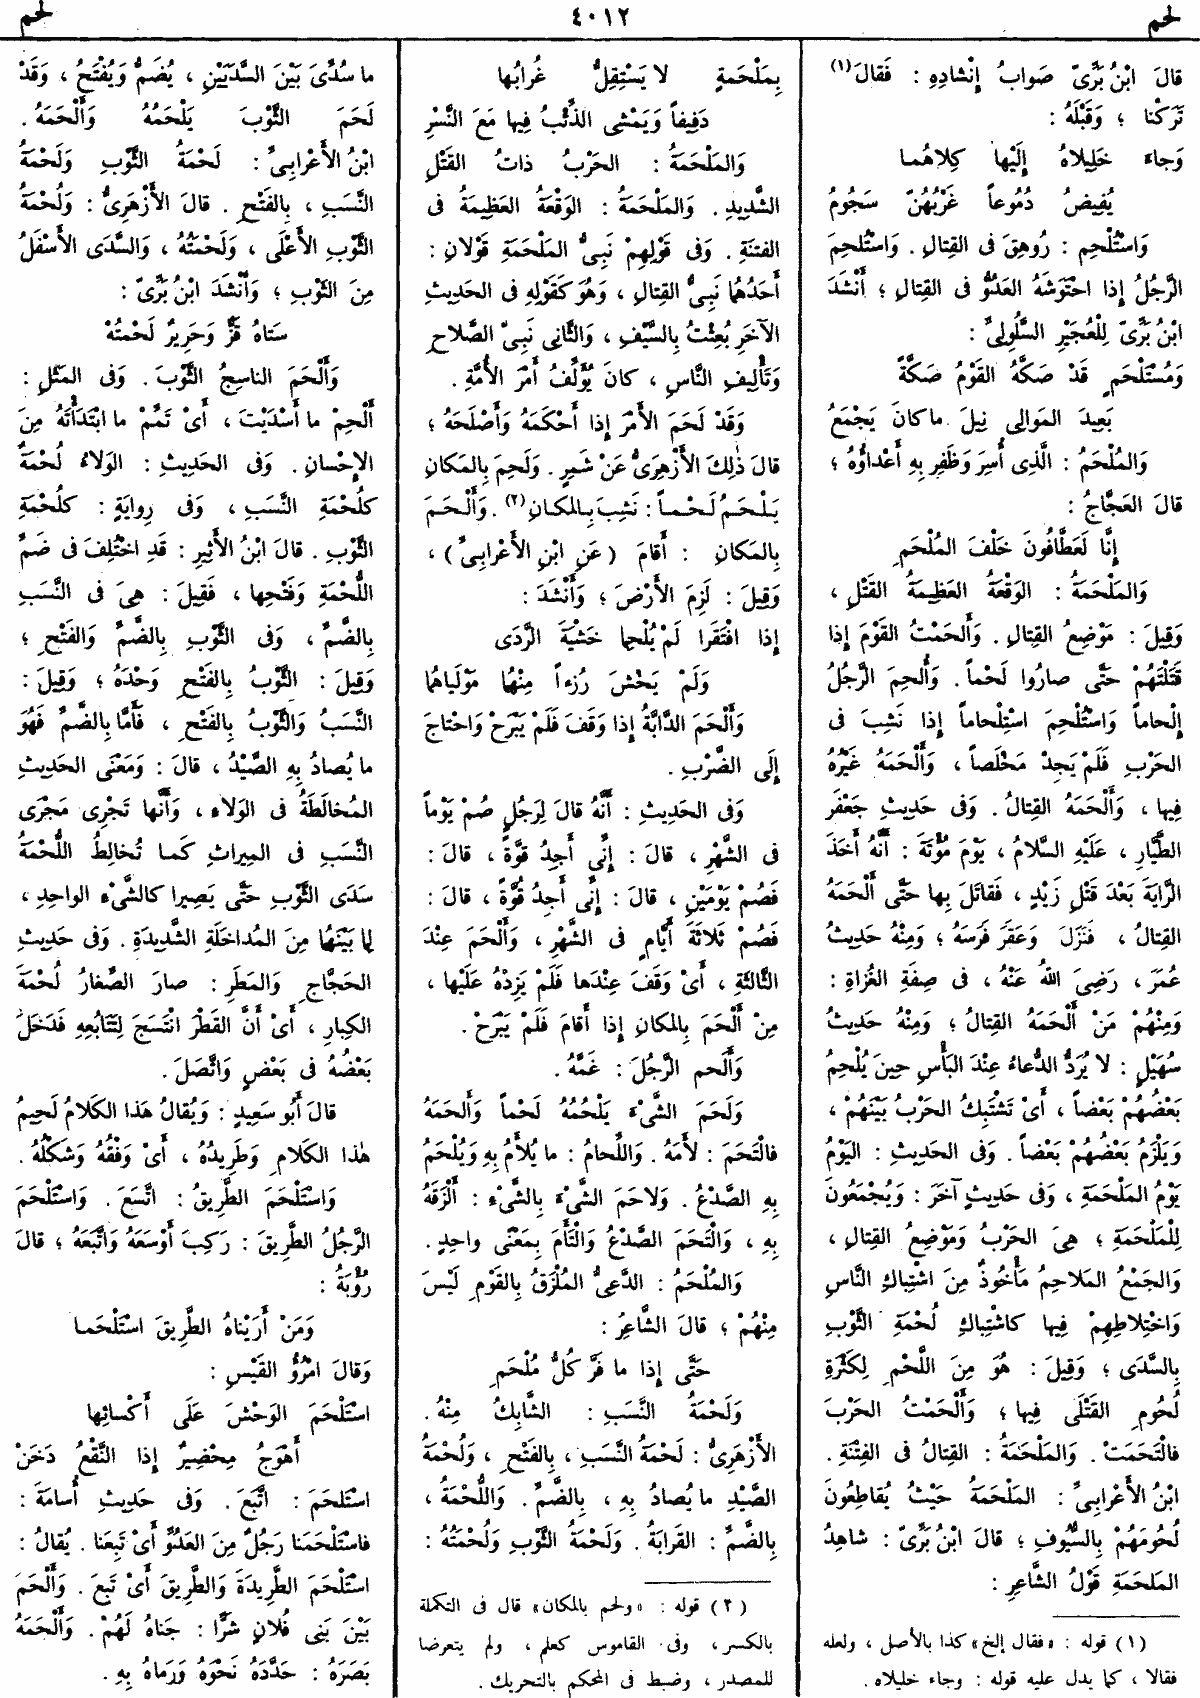 لحم
٤٠١٢
لحم
قالَ ابْنُ بَرِّىّ صَوابُ إِنْشادِهِ : فَقالَ(١)
تَرَكْنا ؛ وَقَبْلَهُ :
وَجاءَ خَلِيلاهُ إِلَيْها كِلاهُما
يُفِيضُ دُمُوعاً غَرْبُهُنّ سَجُومُ
وَاسْتُلْحِم : رُوهِقَ فى القِتالِ . وَاسْتُلْحِمَ
الرَّجُلُ إِذا احْتَوَشَهُ العَدُوُّ فى القِتالِ ؛ أَنْشَدَ
ابْنُ بَرِّىّ لِلْعُجَيْرِ السَّلُولِىِّ :
وَمُسْتَلْحَمٍ قَدْ صَكَّهُ القَوْمُ صَكَّةً
بَعِيدَ المَوالِى نِيلَ ما كانَ يَجْمَعُ
وَالمُلْحَمُ : الَّذِى أُسِرَ وَظَفِرَ بِهِ أَعْداؤُهُ ؛
قالَ العَجَّاجُ :
إِنَّا لَعَطَّافُونَ خَلْفَ المُلْحَمِ
وَالمَلْحَمَةُ : الوَقْعَةُ العَظِيمَةُ القَتْلِ ،
وَقِيلَ : مَوْضِعُ القِتالِ . وَأَلْحَمْتُ القَوْمَ إِذا
قَتَلْتَهُمْ حَتَّى صارُوا لَحْماً . وَأُلْحِمَ الرَّجُلُ
إِلْحاماً وَاسْتُلْحِمَ اسْتِلْحاماً إِذا نَشِبَ فى
الحَرْبِ فَلَمْ يَجِدْ مَخْلَصاً ، وَأَلْحَمَهُ غَيْرُهُ
فِيها ، وَأَلْحَمَهُ القِتالُ . وَفى حَدِيثِ جَعْفَرٍ
الطَّيَّارِ ، عَلَيْهِ السَّلامُ ، يَوْمَ مُؤْتَةَ : أَنَّهُ أَخَذَ
الرَّايَةَ بَعْدَ قَتْلِ زَيْدٍ ، فَقاتَلَ بِها حَتَّى أَلْحَمَهُ
القِتالُ ، فَنَزَلَ وَعَقَرَ فَرَسَهُ ؛ وَمِنْهُ حَدِيثُ
عُمَرَ ، رَضِىَ اللهُ عَنْهُ ، فى صِفَةِ الغُزاةِ :
وَمِنْهُمْ مَنْ أَلْحَمَهُ القِتالُ ؛ وَمِنْهُ حَدِيثُ
سُهَيْلٍ : لا يُرَدُّ الدُّعاءُ عِنْدَ البَأْسِ حِينَ يُلْحِمُ
بَعْضُهُمْ بَعْضاً ، أَىْ تَشْتَبِكُ الحَرْبُ بَيْنَهُمْ ،
وَيَلْزَمُ بَعْضُهُمْ بَعْضاً . وَفى الحَدِيثِ : اليَوْمُ
يَوْمُ المَلْحَمَةِ ، وَفى حَدِيثٍ آخَرَ : وَيُجْمَعُونَ
لِلْمَلْحَمَةِ ؛ هِىَ الحَرْبُ وَمَوْضِعُ القِتالِ ،
وَالجَمْعُ المَلاحِمُ مَأْخُوذٌ مِنَ اشْتِباكِ النَّاسِ
وَاخْتِلاطِهِمْ فِيها كاشْتِباكِ لُحْمَةِ الثَّوْبِ
بِالسَّدَى ؛ وَقِيلَ : هُوَ مِنَ اللَّحْمِ لِكَثْرَةِ
لُحُومِ القَتْلَى فِيها ؛ وَأَلْحَمْتُ الحَرْبَ
فالْتَحَمَتْ . وَالمَلْحَمَةُ : القِتالُ فى الفِتْنَةِ .
ابْنُ الأَعْرابِىِّ : المَلْحَمَةُ حَيْثُ يُقاطِعُونَ
لُحُومَهُمْ بِالسُّيُوفِ ؛ قالَ ابْنُ بَرِّىّ : شاهِدُ
المَلحَمَةِ قَوْلُ الشَّاعِرِ :
(١) قوله : «فقال إلخ» كذا بالأصل ، ولعله
فقالا ، كما يدل عليه قوله : وجاء خليلاه .
بِمَلْحَمَةٍ لا يَسْتَقِلُّ غُرابُها
دَفِيفاً وَيَمْشِى الذِّئْبُ فِيها مَعَ النَّسْرِ
وَالمَلْحَمَةُ : الحَرْبُ ذاتُ القَتْلِ
الشَّدِيدِ . وَالمَلْحَمَةُ : الوَقْعَةُ العَظِيمَةُ فى
الفتنَةِ . وَفى قَوْلِهِمْ نَبِىُّ المَلْحَمَةِ قَوْلانِ :
أَحَدُهُما نَبِىُّ القِتالِ ، وَهُوَ كَقَوْلِهِ فى الحَدِيثِ
الآخَرِ بُعِثْتُ بِالسَّيْفِ ، وَالثَّانِى نَبِىّ الصَّلاحِ
وَتَأْلِيفِ النَّاسِ ، كانَ يُؤَلِّفُ أَمْرَ الأُمَّةِ .
وَقَدْ لَحَمَ الأَمْرَ إِذا أَحْكَمَهُ وَأَصْلَحَهُ ؛
قالَ ذٰلِكَ الأَزْهَرِىُّ عَنْ شَمِرٍ . وَلَحِمَ بِالمَكانِ
يَلْحَمُ لَحْماً : نَشِبَ بِالمكانِ(٢) . وَأَلْحَمَ
بِالمَكانِ : أَقامَ (عَنِ ابْنِ الأَعْرابِىِّ) ،
وَقِيلَ : لَزِمَ الأَرْضَ ؛ وَأَنْشَدَ :
إِذا افْتَقَرا لَمْ يُلْحِما خَشْيَةَ الرَّدَى
وَلَمْ يَخْشَ رُزْءاً مِنْهُما مَوْلَياهُما
وَأَلْحَمَ الدَّابَّةُ إِذا وَقَفَ فَلَمْ يَبْرَحْ وَاحْتاجَ
إِلَى الضَّرْبِ .
وَفى الحَدِيثِ : أَنَّهُ قالَ لِرَجُلٍ صُمْ يَوْماً
فى الشَّهْرِ ، قالَ : إِنِّى أَجِدُ قوَّةً ، قالَ :
فَصُمْ يَوْمَيْنِ ، قالَ : إِنِّى أَجِدُ قُوَّةً ، قالَ :
فَصُمْ ثَلاثَةَ أَيَّامٍ فى الشَّهْرِ ، وَأَلْحَمَ عِنْدَ
الثَّالِثَةِ ، أَىْ وَقَفَ عِنْدَها فَلَمْ يَزِدْهُ عَلَيْها ،
مِنْ أَلْحَمَ بِالمكانِ إِذا أَقامَ فَلَمْ يَبْرَحْ .
وَأَلْحم الرَّجُلَ : غَمَّهُ .
وَلَحَمَ الشَّىْءَ يَلْحُمُهُ لَحْماً وَأَلْحَمَهُ
فالْتَحَمَ : لأَمَهُ . وَاللِّحامُ : ما يُلأَمُ بِهِ وَيُلْحَمُ
بِهِ الصَّدْعُ . وَلاحَمَ الشَّىْءَ بِالشَّىْءِ : أَلْزَقَهُ
بِهِ ، وَالْتَحَمَ الصَّدْعُ وَالْتَأَمَ بِمَعْنًى واحِدٍ .
وَالمُلْحَمُ : الدَّعِىُّ المُلْزَقُ بِالقَوْمِ لَيْسَ
مِنْهُمْ ؛ قالَ الشَّاعِرُ :
حَتَّى إِذا ما فَرَّ كُلُّ مُلْحَمِ
وَلَحْمَةُ النَّسَبِ : الشَّابِكُ مِنْهُ .
الأَزْهَرِىُّ : لَحْمَةُ النَّسَبِ ، بِالفَتْحِ ، وَلُحْمَةُ
الصَّيْدِ ما يُصادُ بِهِ ، بِالضَّمِّ . وَاللُّحْمَةُ ،
بِالضَّمِّ : القَرابَةُ . وَلَحْمَةُ الثَّوْبِ وَلُحْمَتُهُ :
(٢) قوله : «ولحم بالمكان» قال فى التكملة
بالكسر ، وفى القاموس كعلم ، ولم يتعرضا
للمصدر ، وضبط فى المحكم بالتحريك .
ما سُدِّىَ بَيْنَ السَّدَيَيْنِ ، يُضَمُّ وَيُفْتَحُ ، وَقَدْ
لَحَمَ الثَّوْبَ يَلْحَمُهُ وَأَلْحَمَهُ .
ابْنُ الأَعْرابِىِّ : لَحْمَةُ الثَّوْبِ وَلَحْمَةُ
النَّسَبِ ، بِالفَتْحِ . قالَ الأَزْهَرِىُّ : وَلُحْمَةُ
الثَّوْبِ الأَعْلَى ، وَلَحْمَتُهُ ، وَالسَّدَى الأَسْفَلُ
مِنَ الثَّوْبِ ؛ وَأَنْشَدَ ابْنُ بَرِّىّ :
سَتاهُ قَزٌّ وَحَرِيرٌ لَحْمتُهْ
وَأَلْحَمَ الناسِجُ الثَّوْبَ . وَفى المَثَلِ :
أَلْحِمْ ما أَسْدَيْتَ ، أَىْ تَمِّمْ ما ابْتَدَأْتَهُ مِنَ
الإِحْسانِ . وَفى الحَدِيثِ : الوَلاءُ لُحْمَةٌ
كَلُحْمَةِ النَّسَبِ ، وَفى رِوايَةٍ : كلُحْمَةِ
الثَّوْبِ . قالَ ابْنُ الأَثِيرِ : قَدِ اخْتُلِفَ فى ضَمِّ
اللُّحْمَةِ وَفَتْحِها ، فَقِيلَ : هِىَ فى النَّسَبِ
بِالضَّمِّ ، وَفى الثَّوْبِ بِالضَّمِّ وَالفَتْحِ ؛
وَقِيلَ : الثَّوْبُ بِالفَتْحِ وَحْدَهُ ؛ وَقِيلَ :
النَّسَبُ وَالثَّوْبُ بِالفَتْحِ ، فَأَمَّا بِالضَّمِّ فَهُوَ
ما يُصادُ بِهِ الصَّيْدُ ، قالَ : وَمَعْنَى الحَدِيثِ
المُخالَطَةُ فى الوَلاءِ ، وَأَنَّها تَجْرِى مَجْرَى
النَّسَبِ فى المِيراثِ كَما تُخالِطُ اللُّحْمَةُ
سَدَى الثَّوْبِ حَتَّى يَصِيرا كالشَّىْءِ الواحِدِ ،
لِما بَيْنَهُما مِنَ المُداخَلَةِ الشَّدِيدَةِ . وَفى حَدِيثِ
الحَجَّاجِ وَالمَطَرِ : صارَ الصِّغارُ لُحْمَةَ
الكِبارِ ، أَىْ أَنَّ القَطْرَ انْتَسَجَ لِتَتَابُعِهِ فَدَخَلَ
بَعْضُهُ فى بَعْضٍ وَاتَّصَلَ .
قالَ أَبُو سَعِيدٍ : وَيُقالُ هَذا الكَلامُ لَحِيمُ
هٰذا الكَلامِ وَطَرِيدُهُ ، أَىْ وَفْقُهُ وَشَكْلُهُ .
وَاسْتَلْحَمَ الطَّرِيقُ : اتَّسَعَ . وَاسْتَلْحَمَ
الرَّجُلُ الطَّرِيقَ : رَكِبَ أَوْسَعَهُ وَاتَّبَعَهُ ؛ قالَ
رُؤْبَةُ :
وَمَنْ أَرَيْناهُ الطَّرِيقَ اسْتَلْحَما
وَقالَ امْرُؤُ القَيْسِ :
اسْتَلْحَمَ الوَحْشَ عَلَى أَكْسائِها
أَهْوَجُ مِحْضِيرٌ إِذا النَّقْعُ دَخَنْ
اسْتَلحَمَ : اتَّبَعَ . وَفى حَدِيثِ أُسامَةَ :
فاسْتَلْحَمَنا رَجُلٌ مِنَ العَدُوِّ أَىْ تَبِعَنا . يُقالُ :
اسْتَلْحَمَ الطَّرِيدَةَ وَالطَّرِيقَ أَىْ تَبِعَ . وَأَلْحَمَ
بَيْنَ بَنِى فُلانٍ شَرًّا : جَناهُ لَهُمْ . وَأَلْحَمَهُ
بَصَرَهُ : حَدَّدَهُ نَحْوَهُ وَرَماهُ بِهِ .